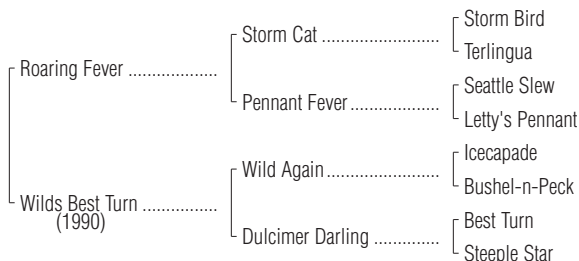 Storm Bird
Storm Cat ..........................
Terlingua
Roaring Fever ..................
Seattle Slew
Pennant Fever ....................
Letty's Pennant
Icecapade
Wild Again .........................
Bushel-n-Peck
Wilds Best Turn ...............
(1990)
Best Turn
Dulcimer Darling ..............
Steeple Star